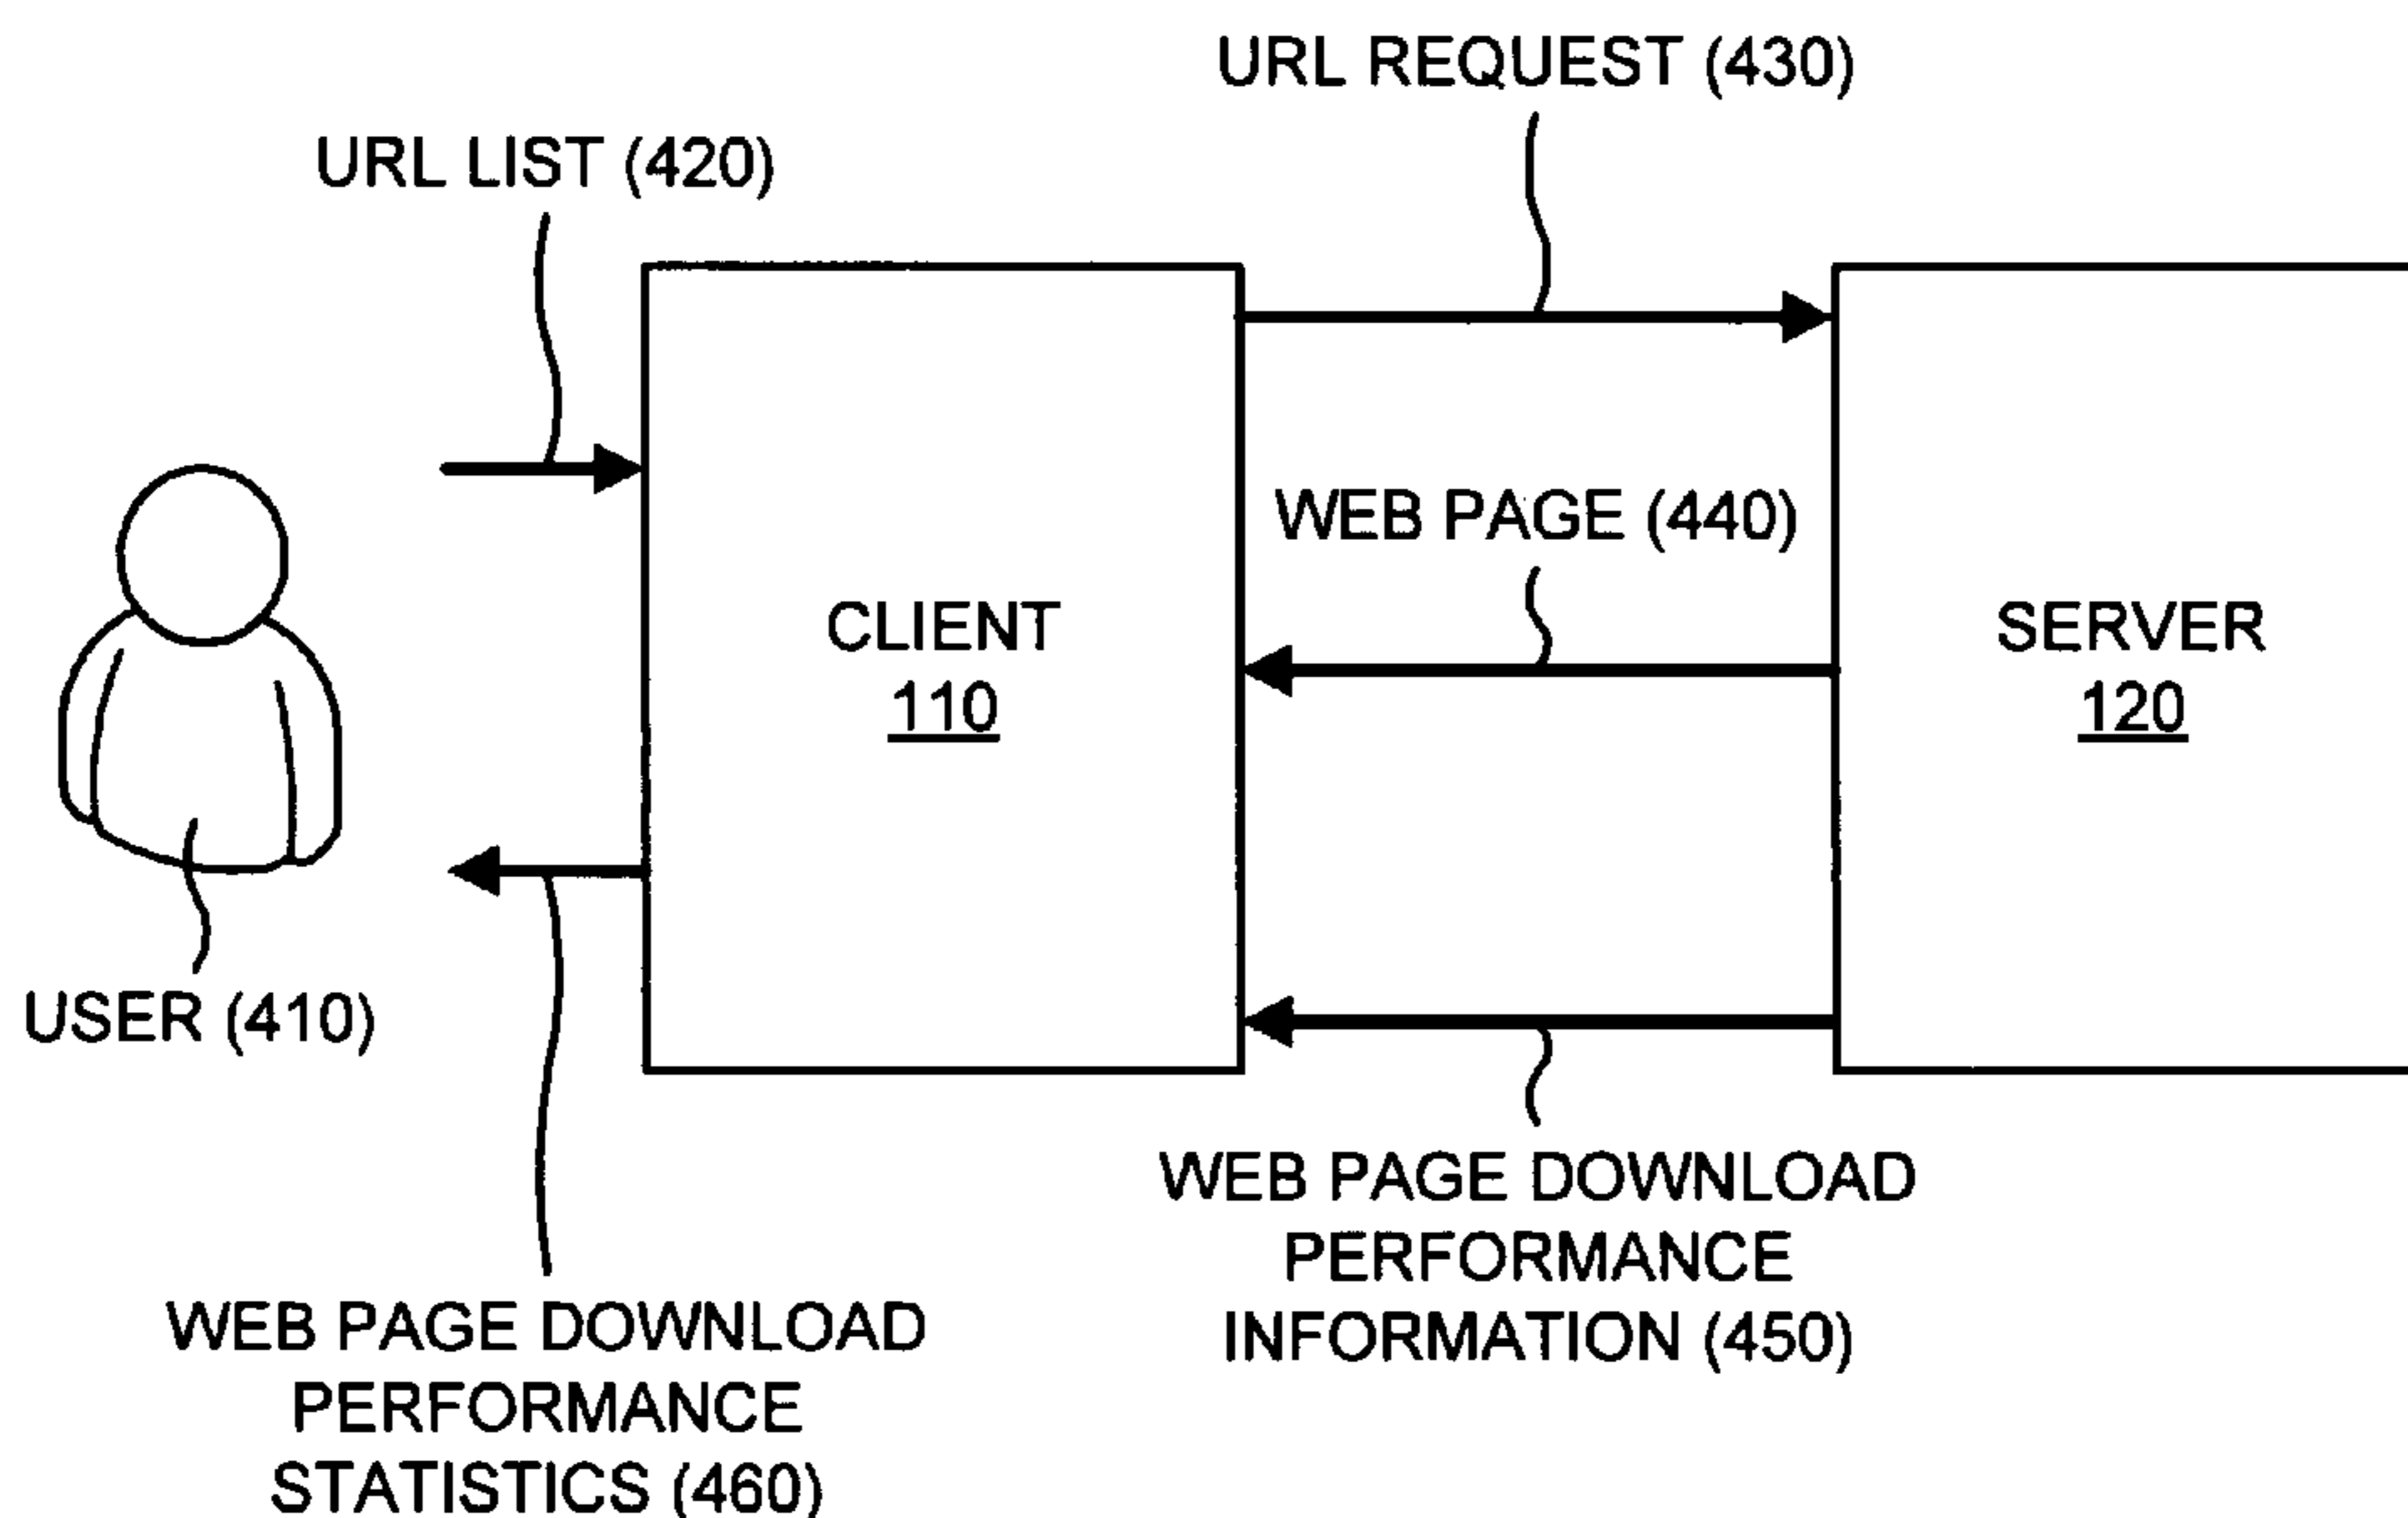 URL REQUEST (430)
URL LIST (420)
WEB PAGE (440)
CLIENT
110
SERVER
120
USER (410)
WEB PAGE DOWNLOAD
PERFORMANCE
INFORMATION (450)
WEB PAGE DOWNLOAD
PERFORMANCE
STATISTICS (460)